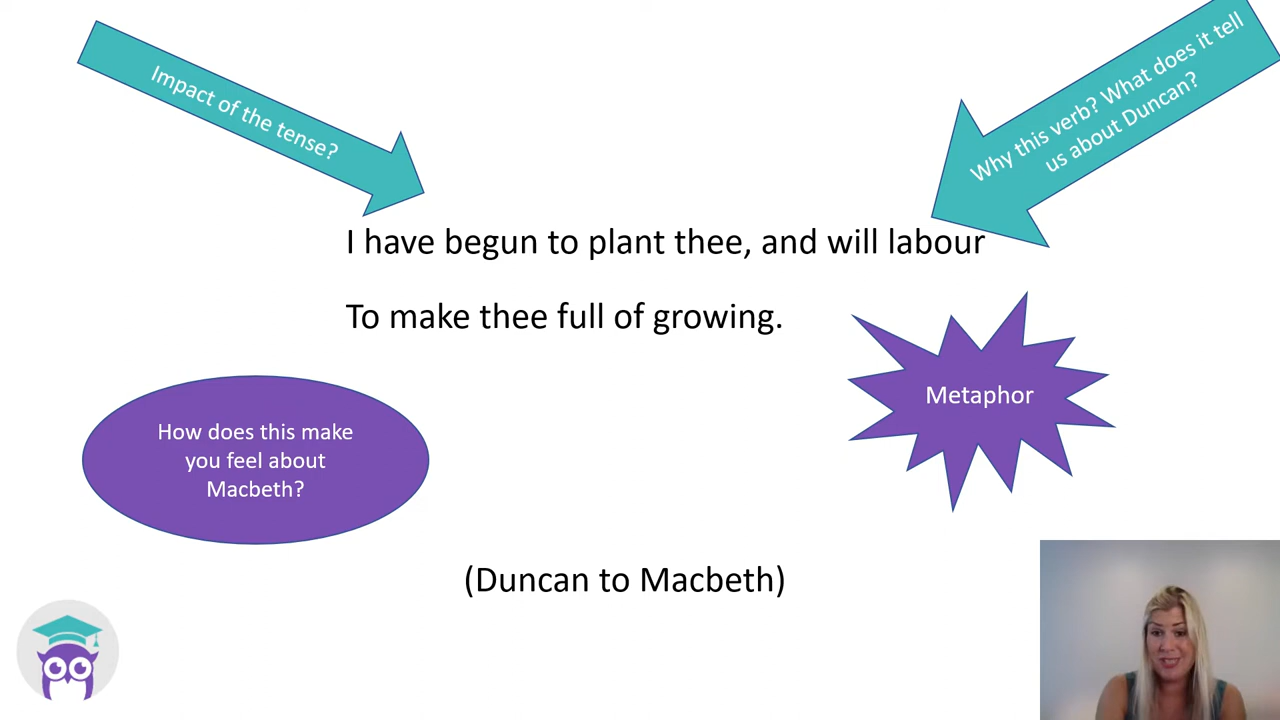 Impact of the tense?
Why this verb? What does it tell
us about Duncan?
I have begun to plant thee, and will labour
To make thee full of growing.
Metaphor
How does this make
you feel about
Macbeth?
(Duncan to Macbeth)